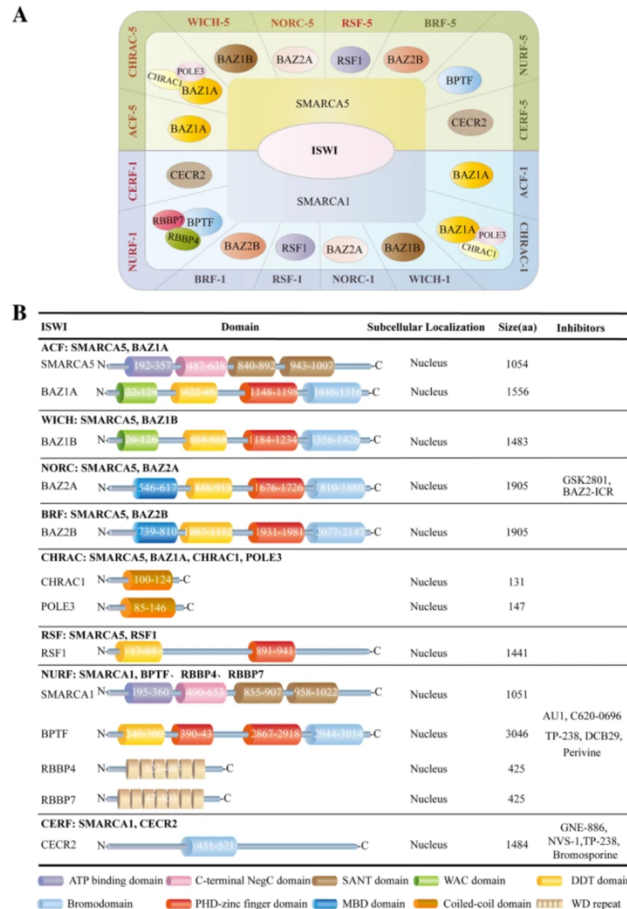 A
WICH-5 NORC-5 RSF-5 BRF-5
CHRAC-5 NURF-5
BAZ1B BAZ2A RSF1 BAZ2B
POLE3
CHRAC1
BAZ1A BPTF
SMARCA5
ACF-5 BAZ1A CECR2 CERF-5
ISWI
CERF-1 CECR2 BAZ1A ACF-1
SMARCA1
NURF-1 RBBP7 BPTF RBBP4 BAZ1A POLE3 CHRAC1 CHRAC-1
BAZ2B RSF1 BAZ2A BAZ1B
BRF-1 RSF-1 NORC-1 WICH-1
B
ISWI Domain Subcellular Localization Size(aa) Inhibitors
ACF: SMARCA5, BAZ1A
SMARCA5 N 192-357 487-638 840-892 943-1007 C Nucleus 1054
BAZ1A N 22-128 1148-1198 1446-1516 C Nucleus 1556
WICH: SMARCA5, BAZ1B
BAZ1B N 20-126 604-668 1184-1234 1356-1426 C Nucleus 1483
NORC: SMARCA5, BAZ2A
BAZ2A N 546-617 848-913 1676-1726 1810-1880 C Nucleus 1905 GSK2801,
BAZ2-ICR
BRF: SMARCA5, BAZ2B
BAZ2B N 739-810 1931-1981 2077-2147 C Nucleus 1905
CHRAC: SMARCA5, BAZ1A, CHRAC1, POLE3
CHRAC1 N 100-124 C Nucleus 131
POLE3 N 85-146 C Nucleus 147
RSF: SMARCA5, RSF1
RSF1 N 17-84 891-941 C Nucleus 1441
NURF: SMARCA1, BPTF、RBBP4、RBBP7
SMARCA1 N 195-360 490-653 855-907 958-1022 C Nucleus 1051
AU1, C620-0696
BPTF N 240-300 390-43 2867-2918 2944-3014 C Nucleus 3046 TP-238, DCB29,
Perivine
RBBP4 N C Nucleus 425
RBBP7 N C Nucleus 425
CERF: SMARCA1, CECR2
CECR2 N 451-521 C Nucleus 1484 GNE-886,
NVS-1,TP-238,
Bromosporine
ATP binding domain C-terminal NegC domain SANT domain WAC domain DDT domain
Bromodomain PHD-zinc finger domain MBD domain Coiled-coil domain WD repeat